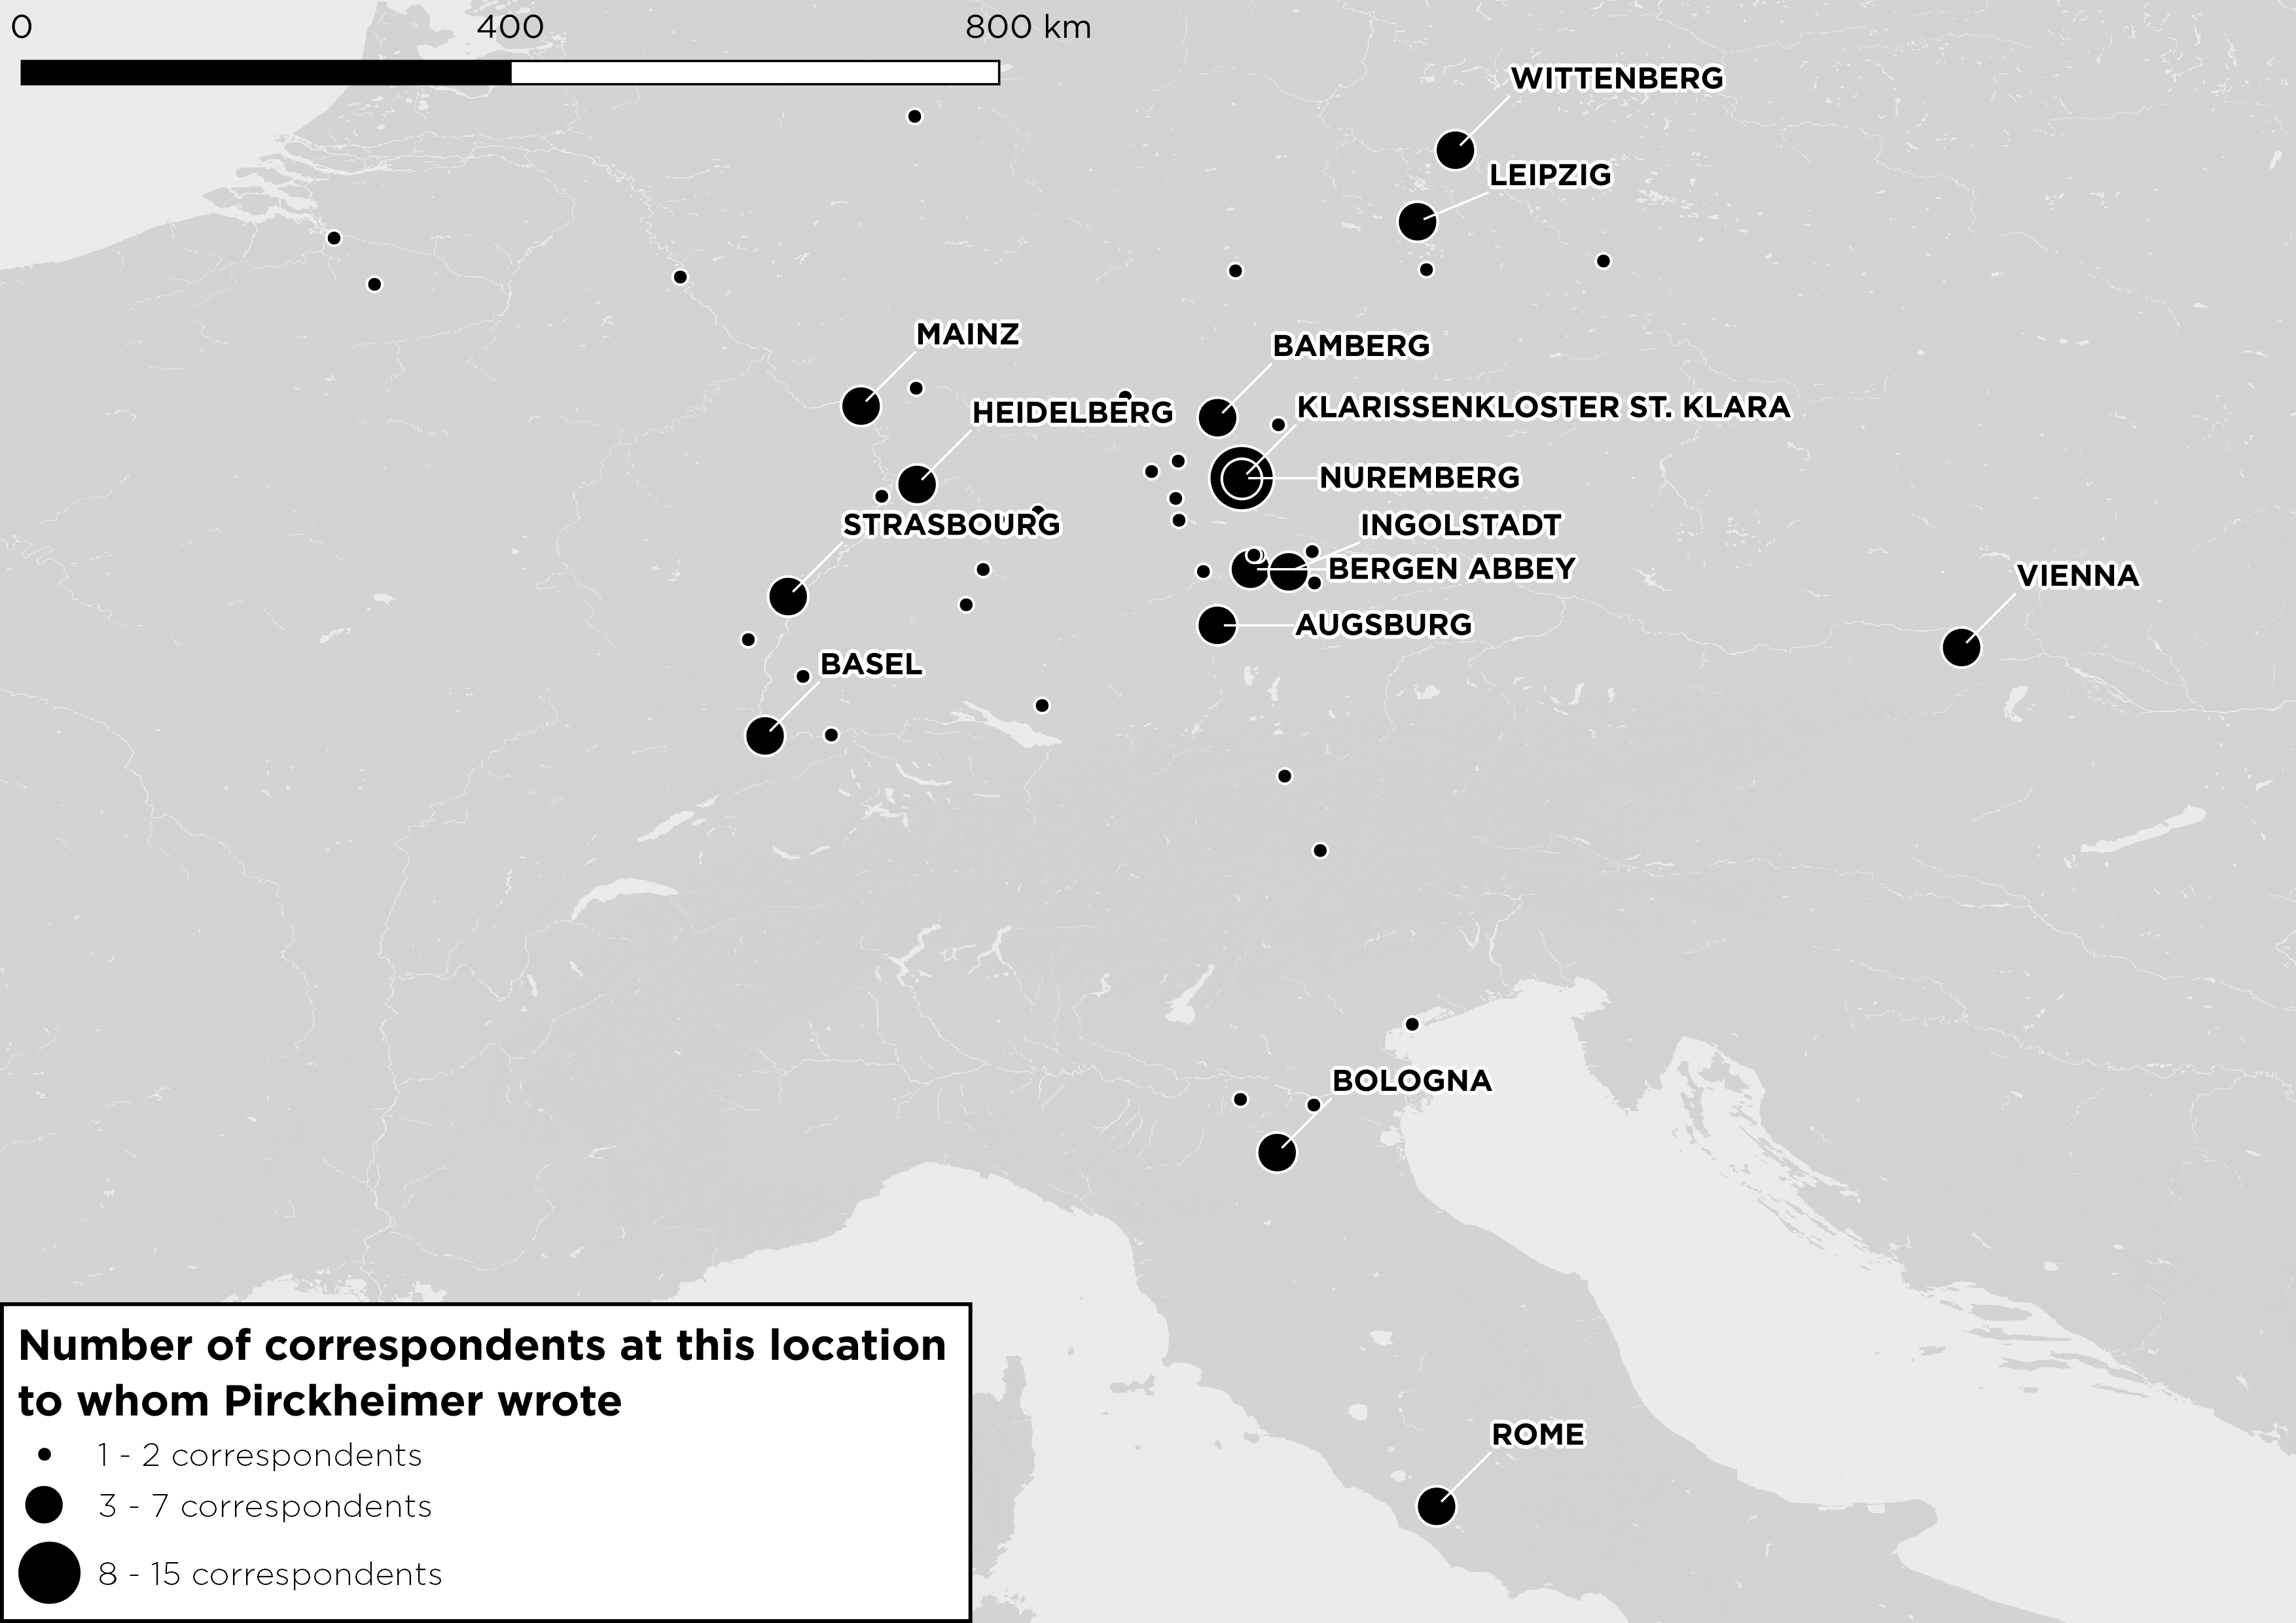 0 400 800 km
WITTENBERG
LEIPZIG
MAINZ
BAMBERG
HEIDELBERG
KLARISSENKLOSTER ST. KLARA
NUREMBERG
STRASBOURG
INGOLSTADT
BERGEN ABBEY
VIENNA
AUGSBURG
BASEL
BOLOGNA
ROME
Number of correspondents at this location
to whom Pirckheimer wrote
1 - 2 correspondents
3 - 7 correspondents
8 - 15 correspondents